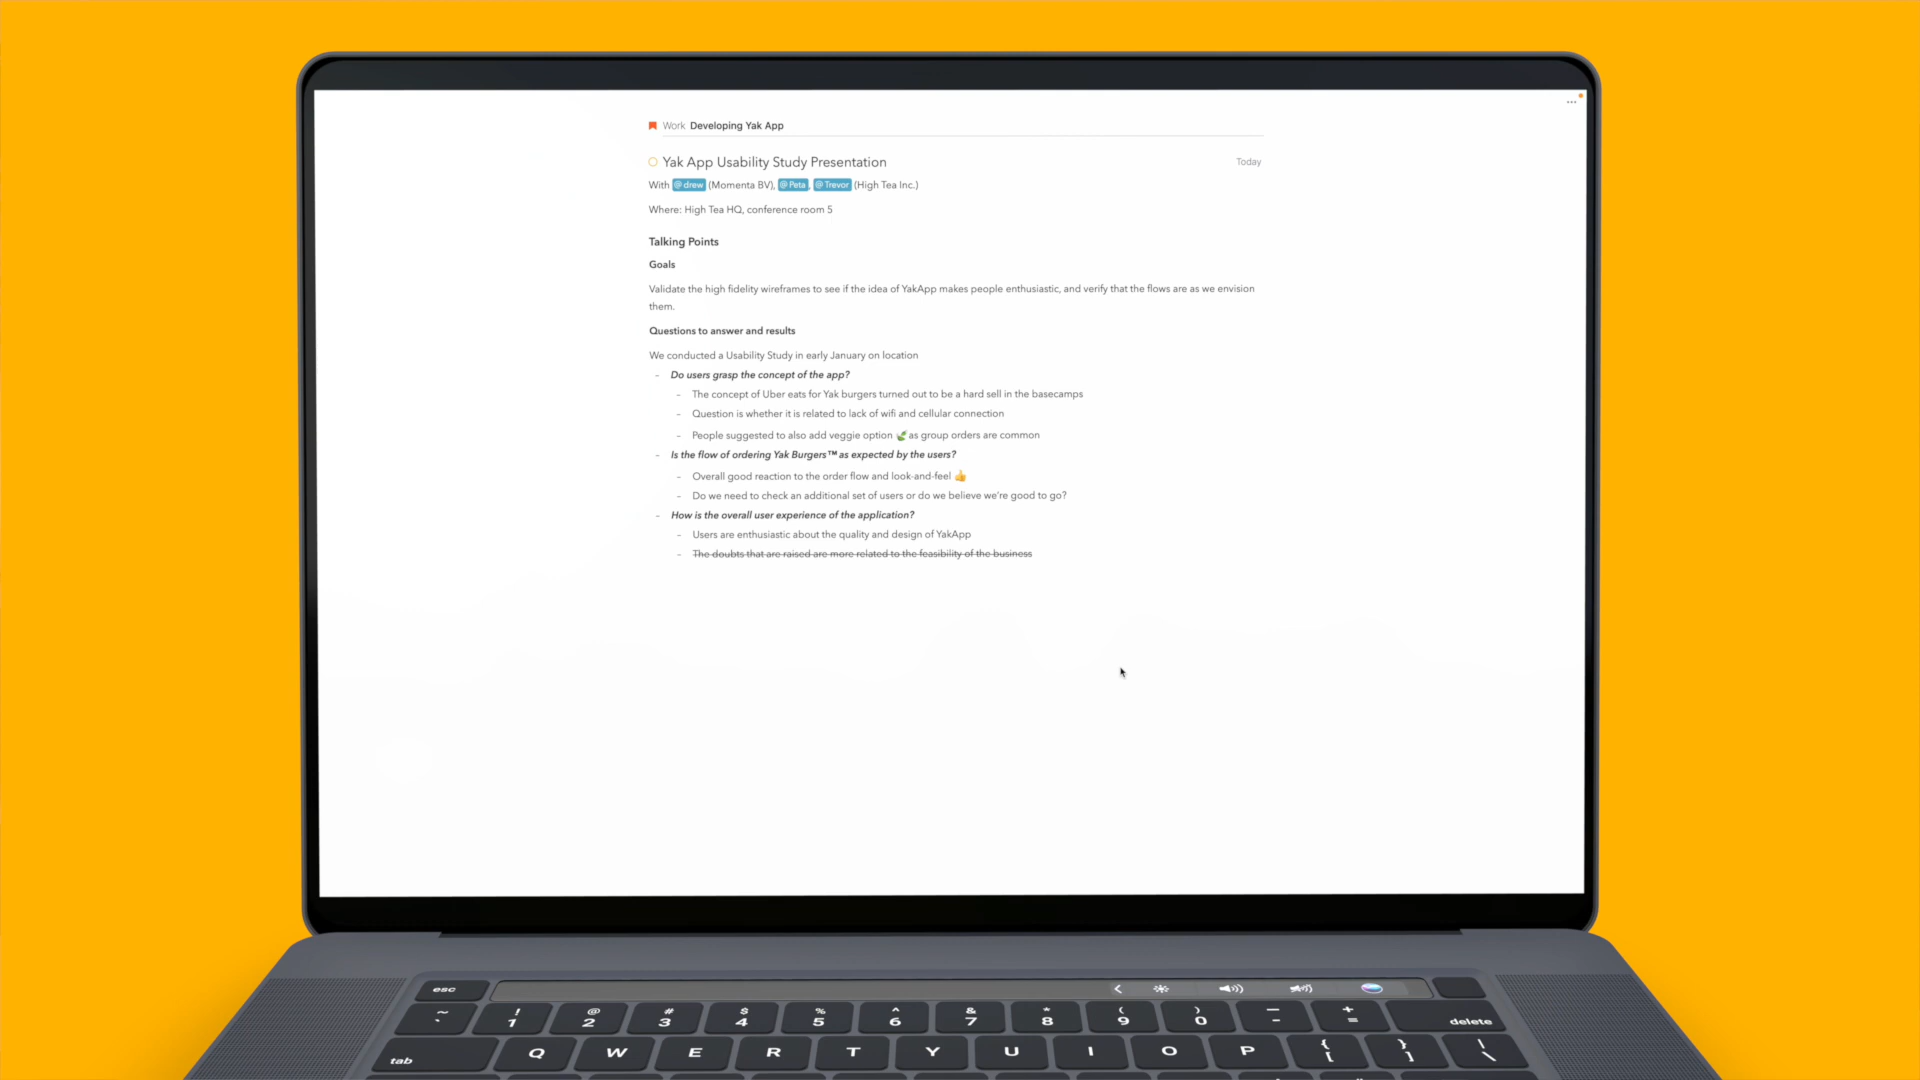 Work Developing Yak App
Yak App Usability Study Presentation
Today
With @drew (Momenta BV), @Peta, @Trevor (High Tea Inc.)
Where: High Tea HQ, conference room 5
Talking Points
Goals
Validate the high fidelity wireframes to see if the idea of YakApp makes people enthusiastic, and verify that the flows are as we envision
them.
Questions to answer and results
We conducted a Usability Study in early January on location
- Do users grasp the concept of the app?
- The concept of Uber eats for Yak burgers turned out to be a hard sell in the basecamps
- Question is whether it is related to lack of wifi and cellular connection
- People suggested to also add veggie option 🌿 as group orders are common
- Is the flow of ordering Yak Burgers™ as expected by the users?
- Overall good reaction to the order flow and look-and-feel 👍
- Do we need to check an additional set of users or do we believe we're good to go?
- How is the overall user experience of the application?
- Users are enthusiastic about the quality and design of YakApp
- The doubts that are raised are more related to the feasibility of the business
esc
~ ! @ # $ % ^ & * ( ) _ +
` 1 2 3 4 5 6 7 8 9 0 - = delete
tab Q W E R T Y U I O P { [ } ] | \